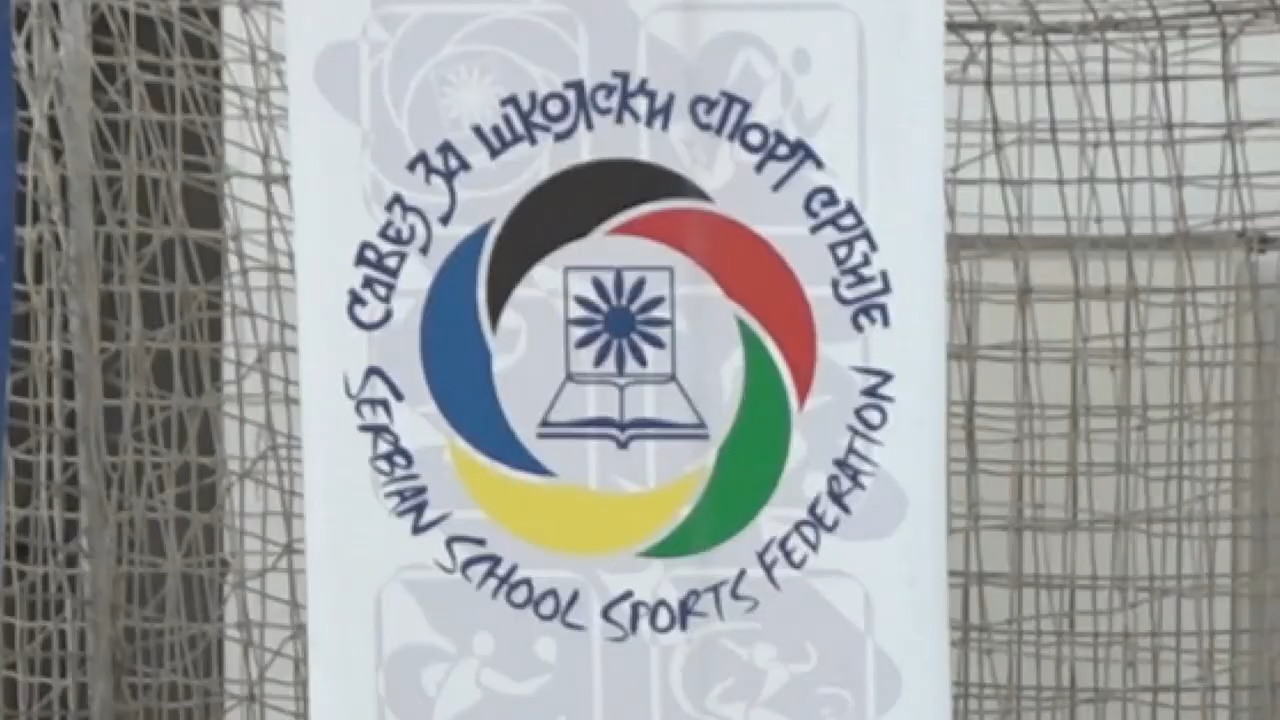 САВЕЗ ЗА ШКОЛСКИ СПОРТ СРБИЈЕ
SERBIAN SCHOOL SPORTS FEDERATION